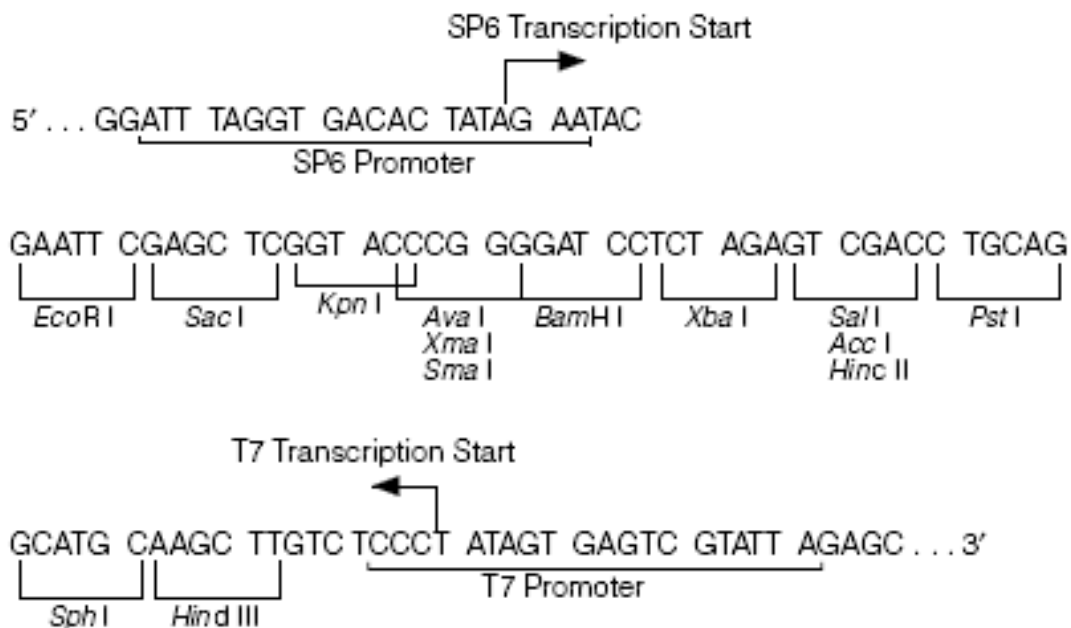 SP6 Transcription Start
5′ . . . GGATT TAGGT GACAC TATAG AATAC
SP6 Promoter
GAATT CGAGC TCGGT ACCCG GGGAT CCTCT AGAGT CGACC TGCAG
EcoR I Sac I Kpn I Ava I BamH I Xba I Sal I Pst I
Xma I Acc I
Sma I Hinc II
T7 Transcription Start
GCATG CAAGC TTGTC TCCCT ATAGT GAGTC GTATT AGAGC . . . 3′
T7 Promoter
Sph I Hind III